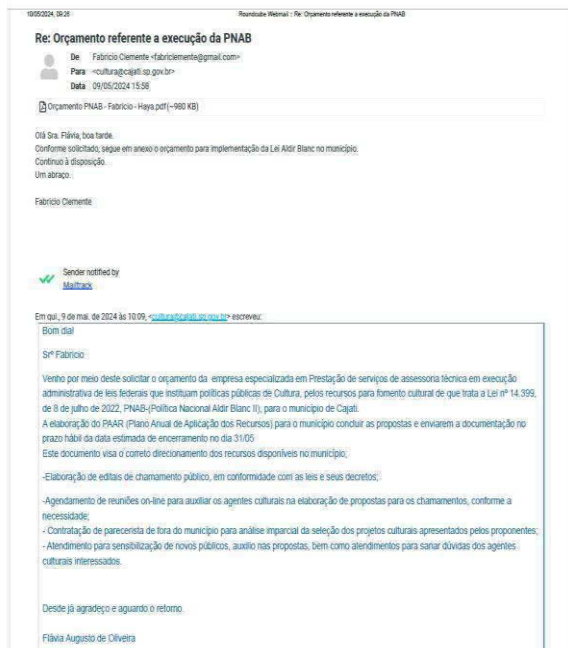 10/05/2024, 09:26
Roundcube Webmail :: Re: Orçamento referente a execução da PNAB
Re: Orçamento referente a execução da PNAB
De Fabricio Clemente <fabriclemente@gmail.com>
Para <cultura@cajati.sp.gov.br>
Data 09/05/2024 15:58
Orçamento PNAB - Fabricio - Haya.pdf (~980 KB)
Olá Sra. Flávia, boa tarde.
Conforme solicitado, segue em anexo o orçamento para implementação da Lei Aldir Blanc no município.
Continuo à disposição.
Um abraço.
Fabricio Clemente
Sender notified by
Mailtrack
Em qui., 9 de mai. de 2024 às 10:09, <cultura@cajati.sp.gov.br> escreveu:
Bom dia!
Srº Fabricio
Venho por meio deste solicitar o orçamento da empresa especializada em Prestação de serviços de assessoria técnica em execução
administrativa de leis federais que instituam políticas públicas de Cultura, pelos recursos para fomento cultural de que trata a Lei nº 14.399,
de 8 de julho de 2022, PNAB-(Política Nacional Aldir Blanc II), para o município de Cajati.
A elaboração do PAAR (Plano Anual de Aplicação dos Recursos) para o município concluir as propostas e enviarem a documentação no
prazo hábil da data estimada de encerramento no dia 31/05
Este documento visa o correto direcionamento dos recursos disponíveis no município;
-Elaboração de editais de chamamento público, em conformidade com as leis e seus decretos;
-Agendamento de reuniões on-line para auxiliar os agentes culturais na elaboração de propostas para os chamamentos, conforme a
necessidade;
- Contratação de parecerista de fora do município para análise imparcial da seleção dos projetos culturais apresentados pelos proponentes;
- Atendimento para sensibilização de novos públicos, auxilio nas propostas, bem como atendimentos para sanar dúvidas dos agentes
culturais interessados.
Desde já agradeço e aguardo o retorno.
Flávia Augusto de Oliveira